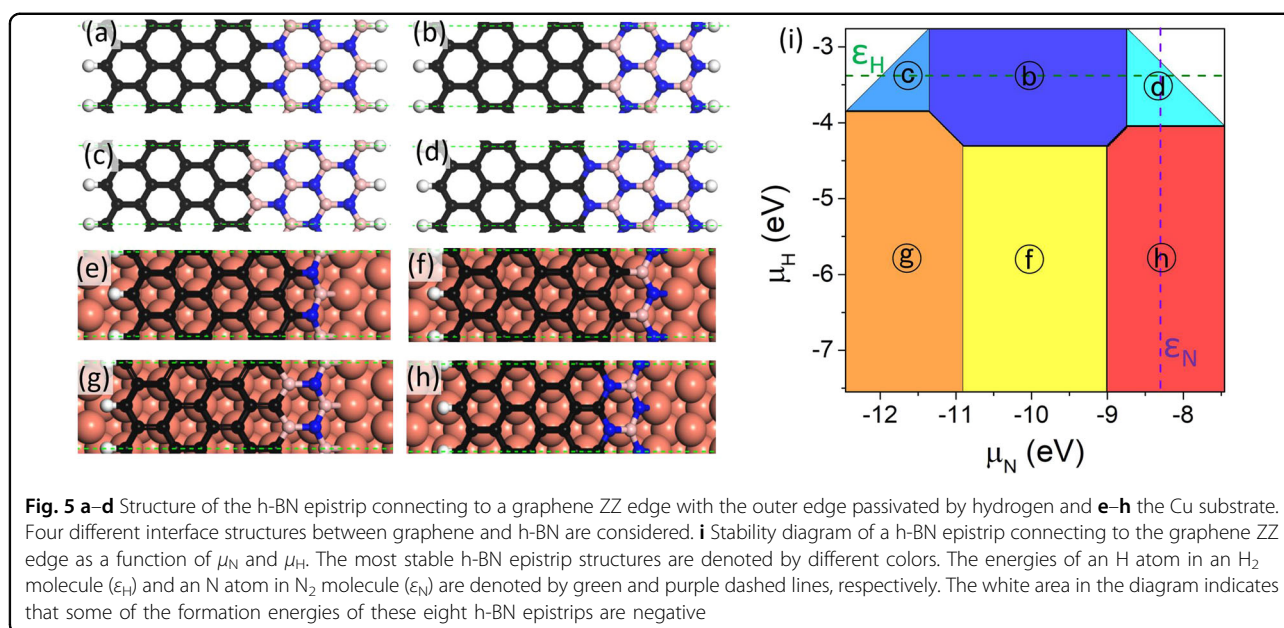 (a)
(b)
(c)
(d)
(e)
(f)
(g)
(h)
(i)
-3
-4
-5
-6
-7
μH (eV)
εH
ⓒ
ⓑ
ⓓ
ⓖ
ⓕ
ⓗ
εN
-12 -11 -10 -9 -8
μN (eV)
Fig. 5 a–d Structure of the h-BN epistrip connecting to a graphene ZZ edge with the outer edge passivated by hydrogen and e–h the Cu substrate.
Four different interface structures between graphene and h-BN are considered. i Stability diagram of a h-BN epistrip connecting to the graphene ZZ
edge as a function of μN and μH. The most stable h-BN epistrip structures are denoted by different colors. The energies of an H atom in an H2
molecule (εH) and an N atom in N2 molecule (εN) are denoted by green and purple dashed lines, respectively. The white area in the diagram indicates
that some of the formation energies of these eight h-BN epistrips are negative